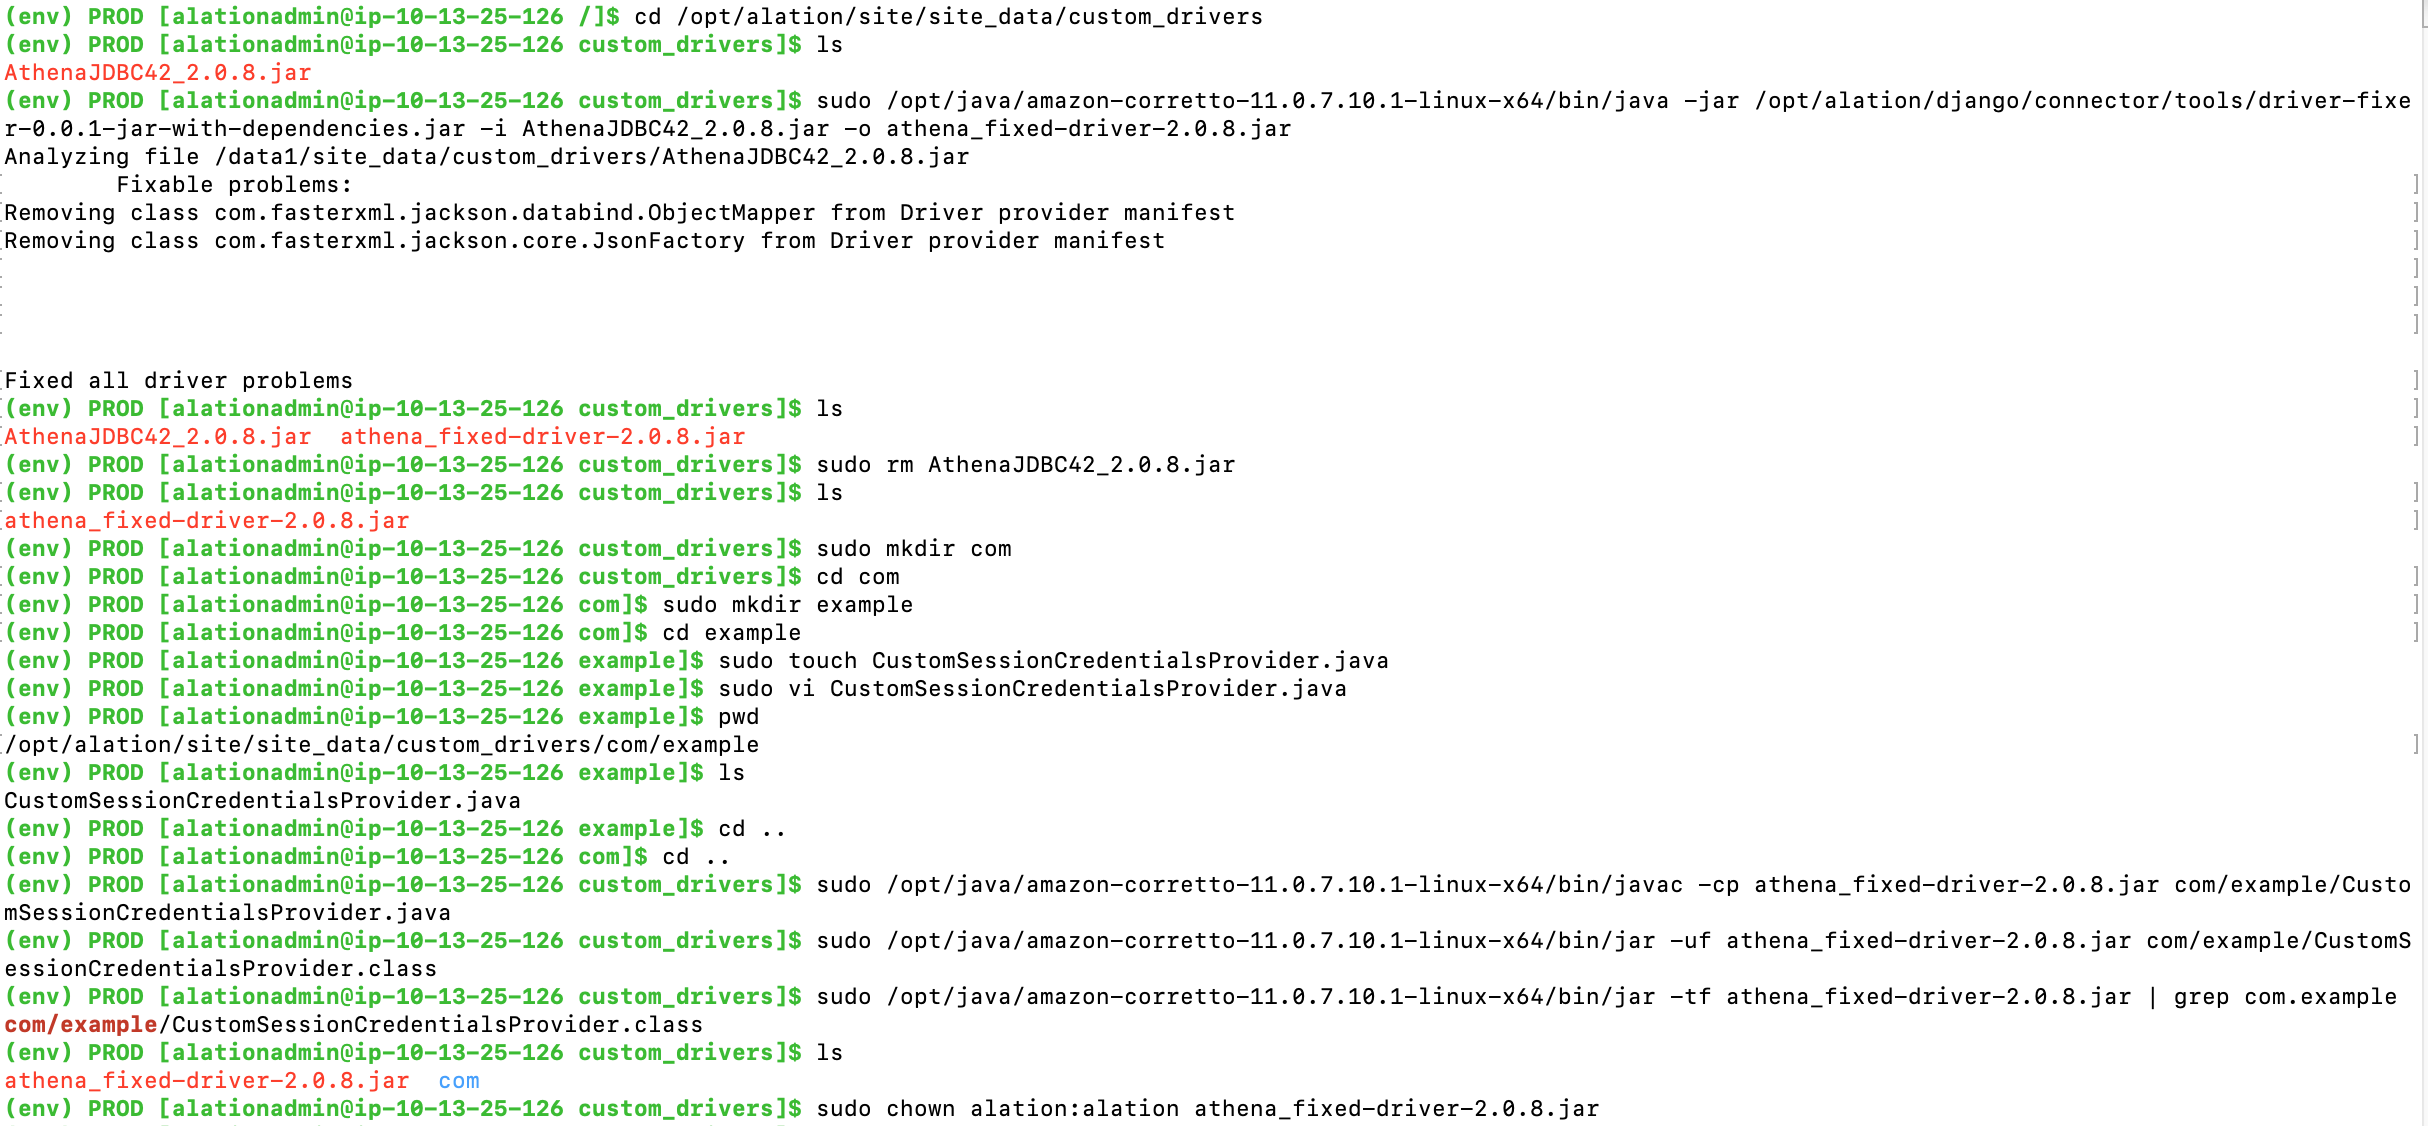 (env) PROD [alationadmin@ip-10-13-25-126 /]$ cd /opt/alation/site/site_data/custom_drivers
(env) PROD [alationadmin@ip-10-13-25-126 custom_drivers]$ ls
AthenaJDBC42_2.0.8.jar
(env) PROD [alationadmin@ip-10-13-25-126 custom_drivers]$ sudo /opt/java/amazon-corretto-11.0.7.10.1-linux-x64/bin/java -jar /opt/alation/django/connector/tools/driver-fixe
r-0.0.1-jar-with-dependencies.jar -i AthenaJDBC42_2.0.8.jar -o athena_fixed-driver-2.0.8.jar
Analyzing file /data1/site_data/custom_drivers/AthenaJDBC42_2.0.8.jar
Fixable problems:
Removing class com.fasterxml.jackson.databind.ObjectMapper from Driver provider manifest
Removing class com.fasterxml.jackson.core.JsonFactory from Driver provider manifest
Fixed all driver problems
(env) PROD [alationadmin@ip-10-13-25-126 custom_drivers]$ ls
AthenaJDBC42_2.0.8.jar  athena_fixed-driver-2.0.8.jar
(env) PROD [alationadmin@ip-10-13-25-126 custom_drivers]$ sudo rm AthenaJDBC42_2.0.8.jar
(env) PROD [alationadmin@ip-10-13-25-126 custom_drivers]$ ls
athena_fixed-driver-2.0.8.jar
(env) PROD [alationadmin@ip-10-13-25-126 custom_drivers]$ sudo mkdir com
(env) PROD [alationadmin@ip-10-13-25-126 custom_drivers]$ cd com
(env) PROD [alationadmin@ip-10-13-25-126 com]$ sudo mkdir example
(env) PROD [alationadmin@ip-10-13-25-126 com]$ cd example
(env) PROD [alationadmin@ip-10-13-25-126 example]$ sudo touch CustomSessionCredentialsProvider.java
(env) PROD [alationadmin@ip-10-13-25-126 example]$ sudo vi CustomSessionCredentialsProvider.java
(env) PROD [alationadmin@ip-10-13-25-126 example]$ pwd
/opt/alation/site/site_data/custom_drivers/com/example
(env) PROD [alationadmin@ip-10-13-25-126 example]$ ls
CustomSessionCredentialsProvider.java
(env) PROD [alationadmin@ip-10-13-25-126 example]$ cd ..
(env) PROD [alationadmin@ip-10-13-25-126 com]$ cd ..
(env) PROD [alationadmin@ip-10-13-25-126 custom_drivers]$ sudo /opt/java/amazon-corretto-11.0.7.10.1-linux-x64/bin/javac -cp athena_fixed-driver-2.0.8.jar com/example/Custo
mSessionCredentialsProvider.java
(env) PROD [alationadmin@ip-10-13-25-126 custom_drivers]$ sudo /opt/java/amazon-corretto-11.0.7.10.1-linux-x64/bin/jar -uf athena_fixed-driver-2.0.8.jar com/example/CustomS
essionCredentialsProvider.class
(env) PROD [alationadmin@ip-10-13-25-126 custom_drivers]$ sudo /opt/java/amazon-corretto-11.0.7.10.1-linux-x64/bin/jar -tf athena_fixed-driver-2.0.8.jar | grep com.example
com/example/CustomSessionCredentialsProvider.class
(env) PROD [alationadmin@ip-10-13-25-126 custom_drivers]$ ls
athena_fixed-driver-2.0.8.jar  com
(env) PROD [alationadmin@ip-10-13-25-126 custom_drivers]$ sudo chown alation:alation athena_fixed-driver-2.0.8.jar